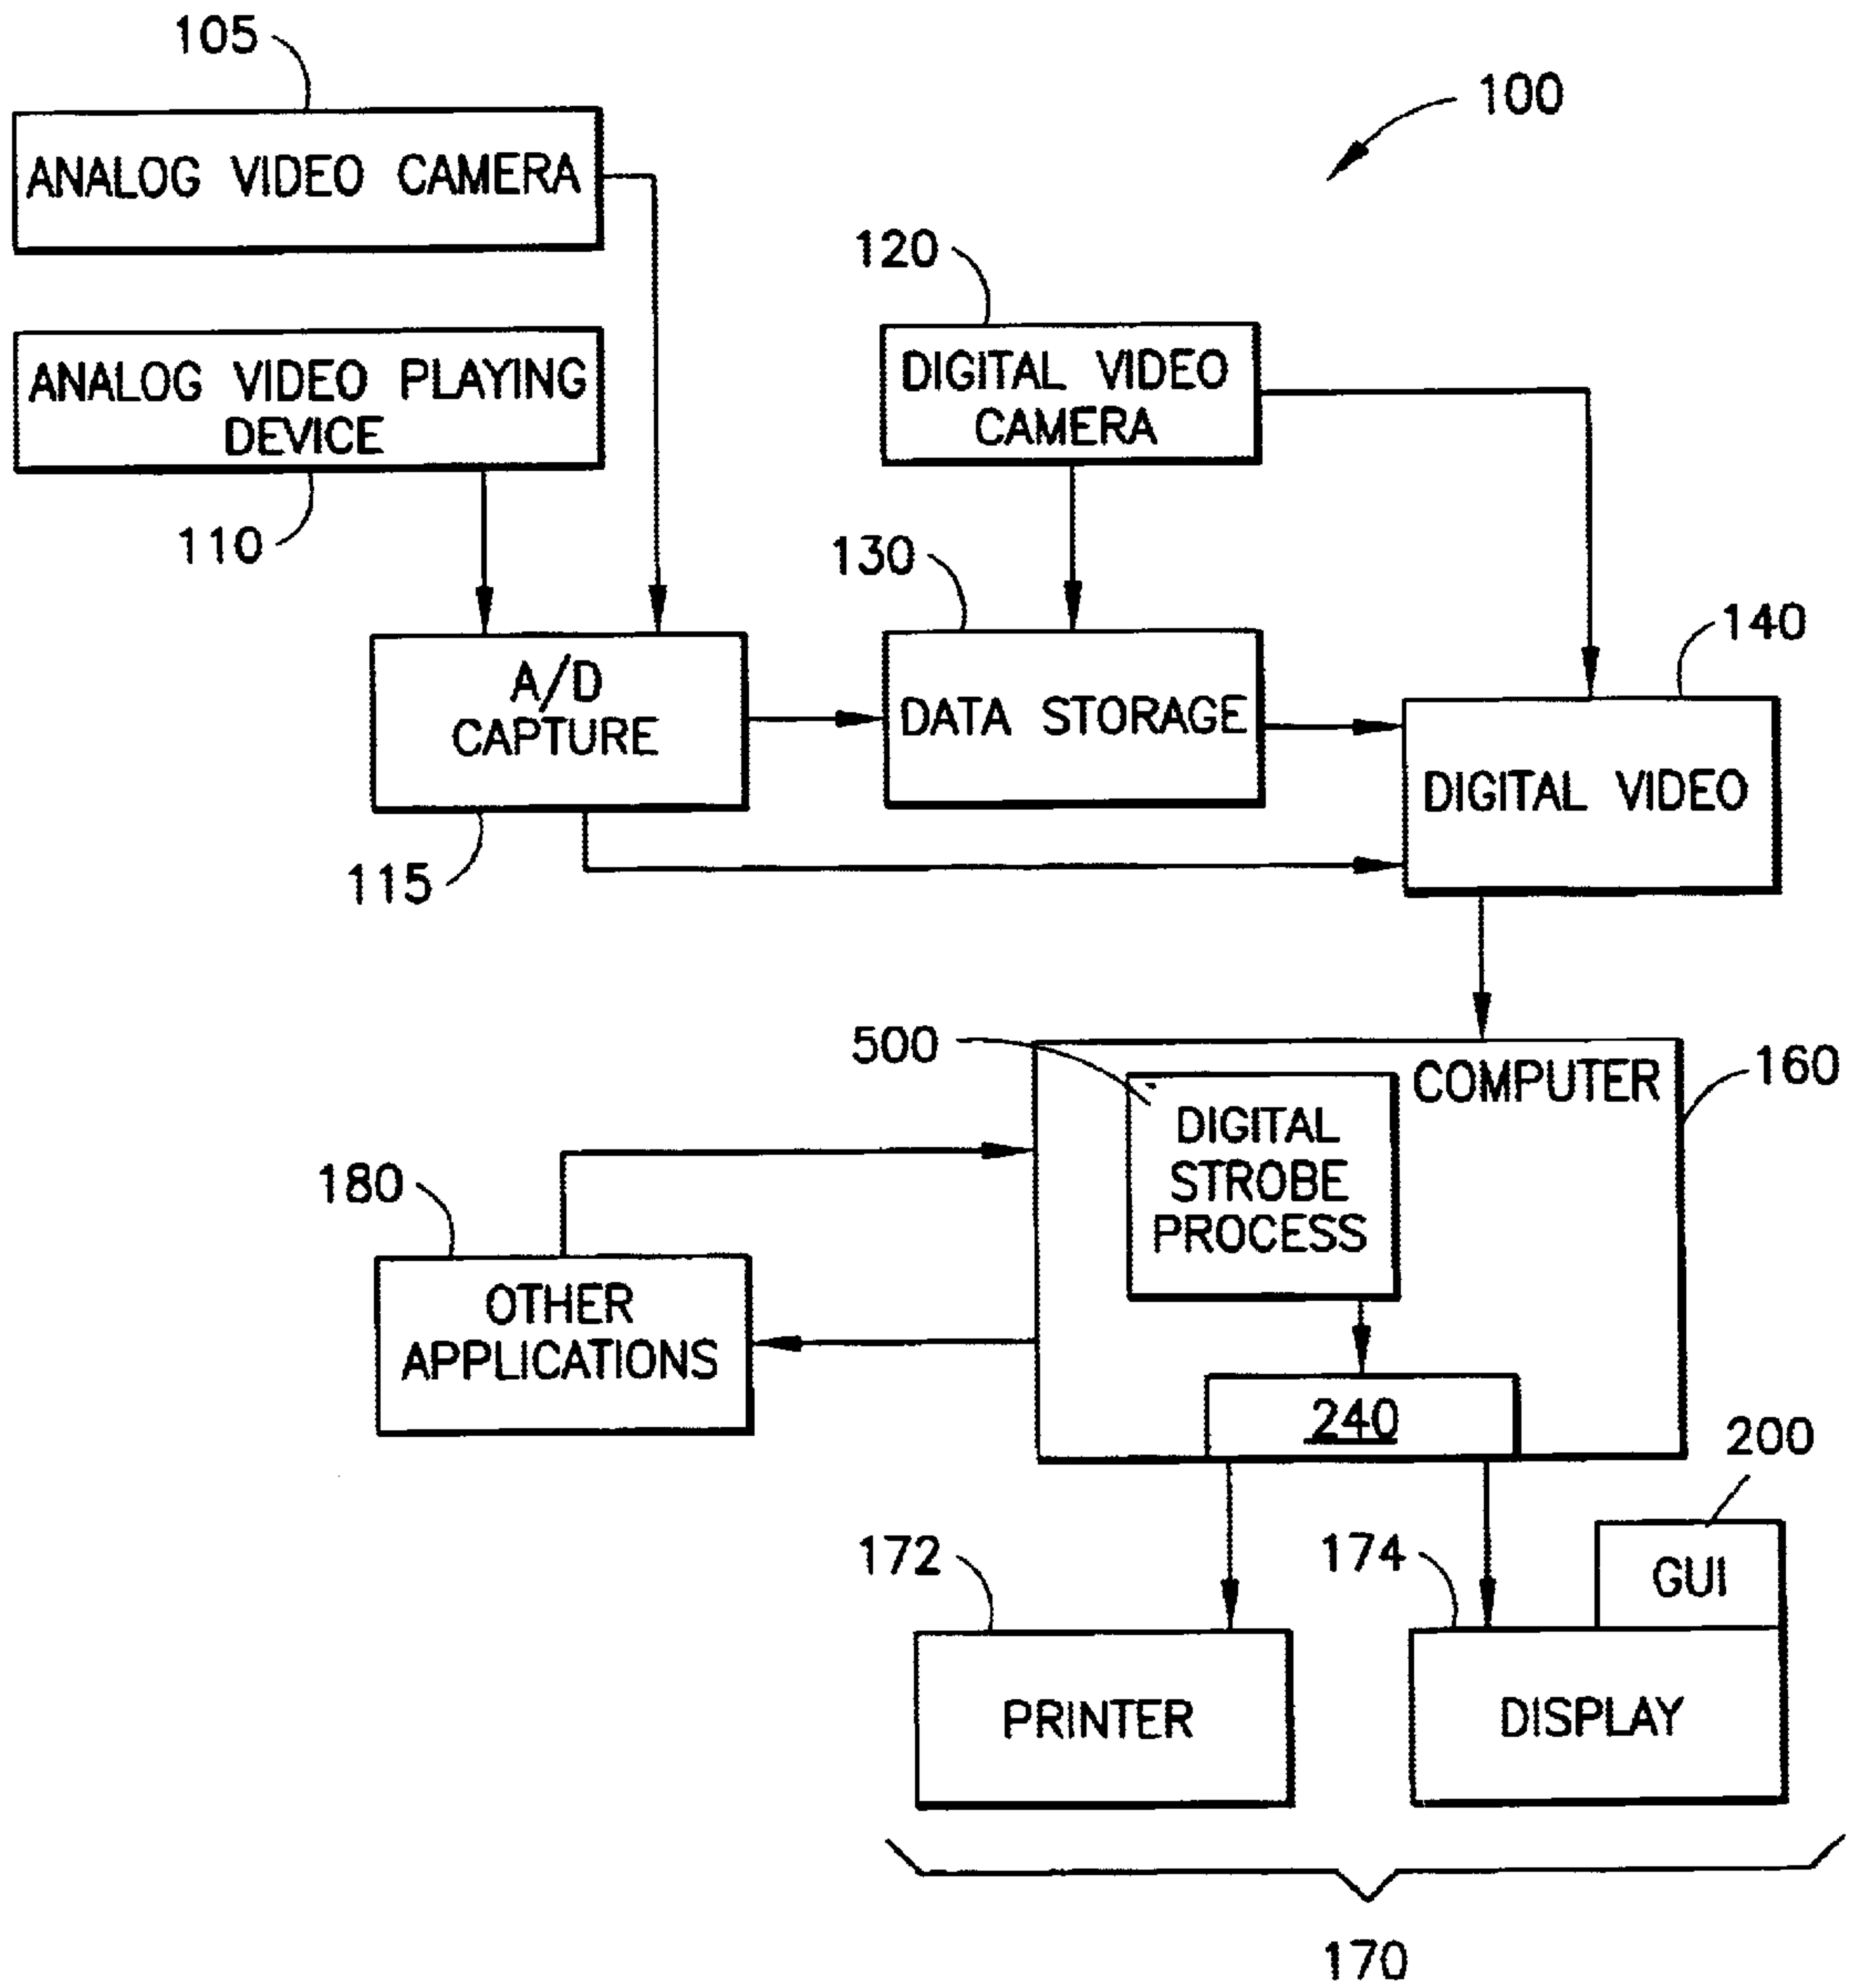 105
100
ANALOG VIDEO CAMERA
120
ANALOG VIDEO PLAYING
DEVICE
DIGITAL VIDEO
CAMERA
110
130
140
A/D
CAPTURE
DATA STORAGE
DIGITAL VIDEO
115
500
COMPUTER
160
DIGITAL
STROBE
PROCESS
180
OTHER
APPLICATIONS
240
200
172
174
GUI
PRINTER
DISPLAY
170